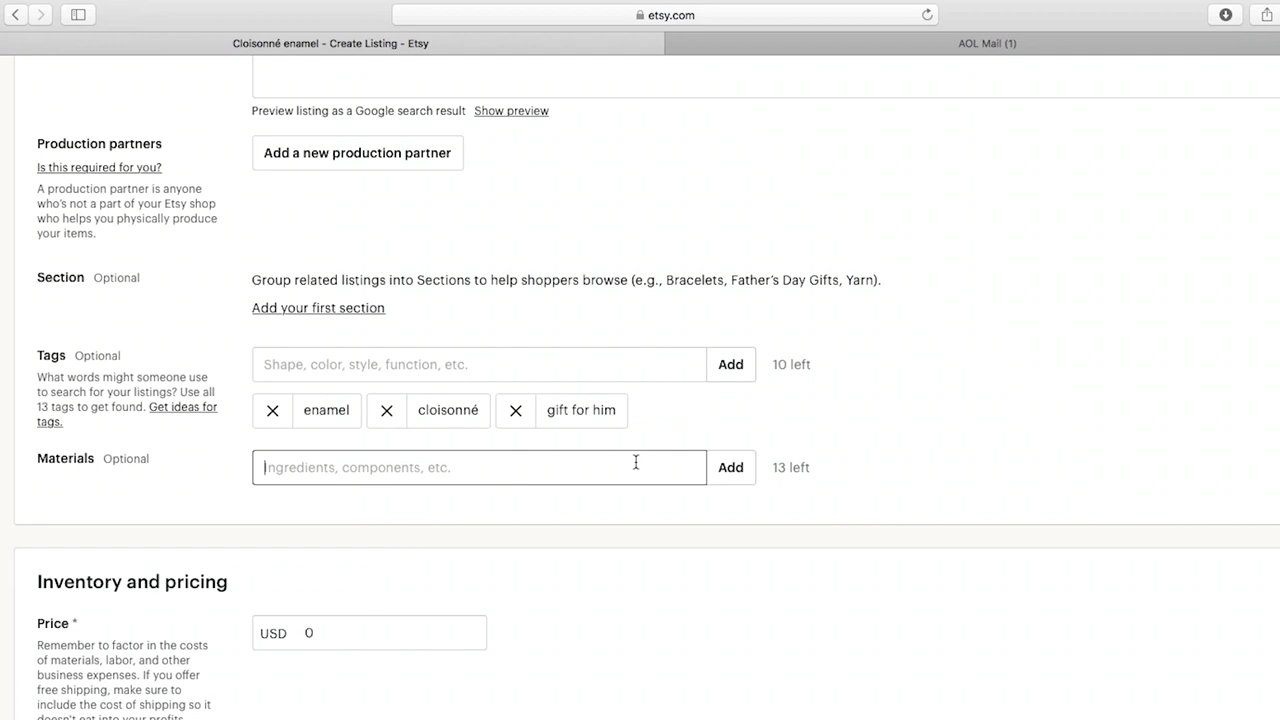 etsy.com
Cloisonné enamel - Create Listing - Etsy
AOL Mail (1)
Preview listing as a Google search result Show preview
Production partners
Add a new production partner
Is this required for you?
A production partner is anyone
who's not a part of your Etsy shop
who helps you physically produce
your items.
Section Optional
Group related listings into Sections to help shoppers browse (e.g., Bracelets, Father's Day Gifts, Yarn).
Add your first section
Tags Optional
Shape, color, style, function, etc. Add 10 left
What words might someone use
to search for your listings? Use all
13 tags to get found. Get ideas for
tags.
enamel cloisonné gift for him
Materials Optional
Ingredients, components, etc. Add 13 left
Inventory and pricing
Price *
USD 0
Remember to factor in the costs
of materials, labor, and other
business expenses. If you offer
free shipping, make sure to
include the cost of shipping so it
doesn't eat into your profits.